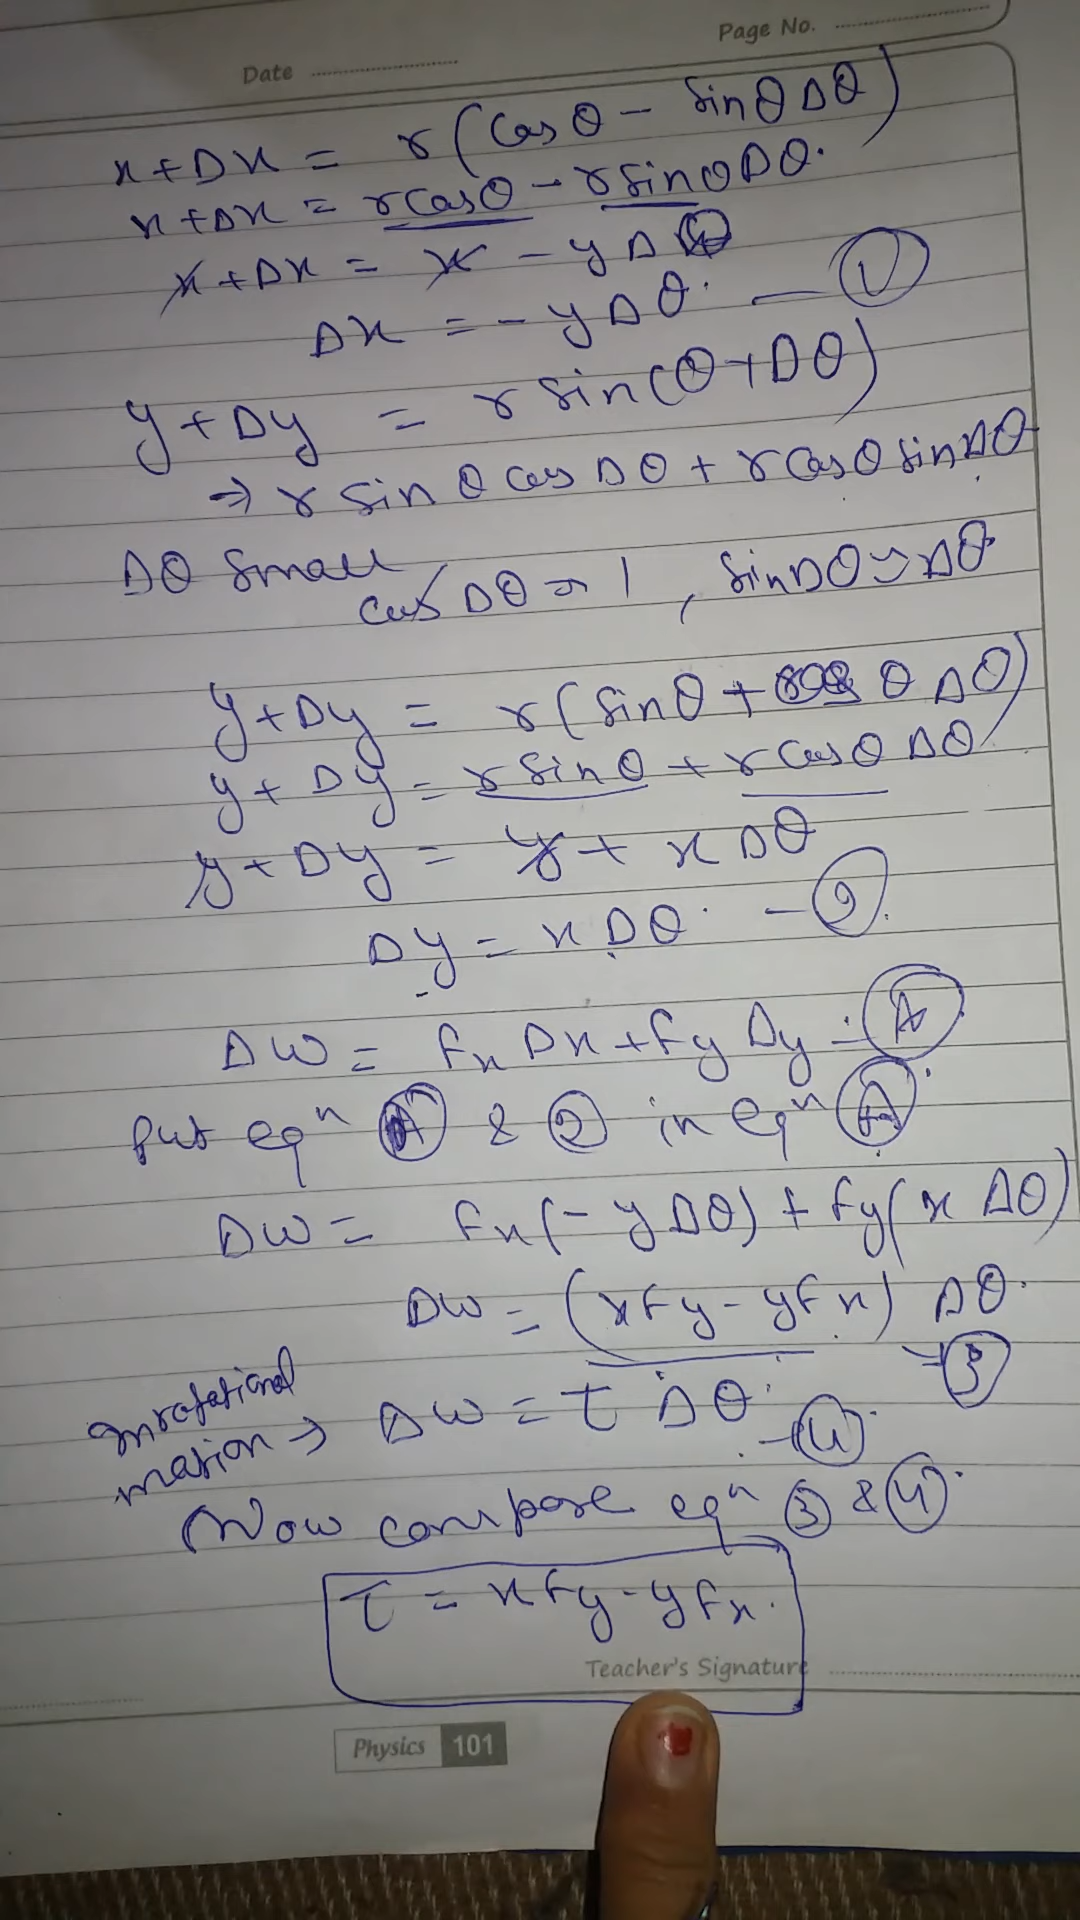 Page No.
Date
x + Δx = r (cos θ - sin θ Δθ)
x + Δx = r cos θ - r sin θ Δθ.
x + Δx = x - y Δ
Δx = - y Δθ. - ①
y + Δy = r sin (θ + Δθ)
⇒ r sin θ cos Δθ + r cos θ sin Δθ
Δθ small
cos Δθ ≈ 1, sin Δθ ≈ Δθ
y + Δy = r (sin θ + cos θ Δθ)
y + Δy = r sin θ + r cos θ Δθ
y + Δy = y + x Δθ
Δy = x Δθ. - ②
ΔW = Fx Δx + Fy Δy - Ⓐ
Put eqⁿ & ② in eqⁿ Ⓐ
ΔW = Fx (- y Δθ) + Fy (x Δθ)
ΔW = (x Fy - y Fx) Δθ.
- ③
In rotational
motion → ΔW = τ Δθ. - ④
Now compare eqⁿ ③ & ④.
τ = x Fy - y Fx.
Teacher's Signature
Physics 101